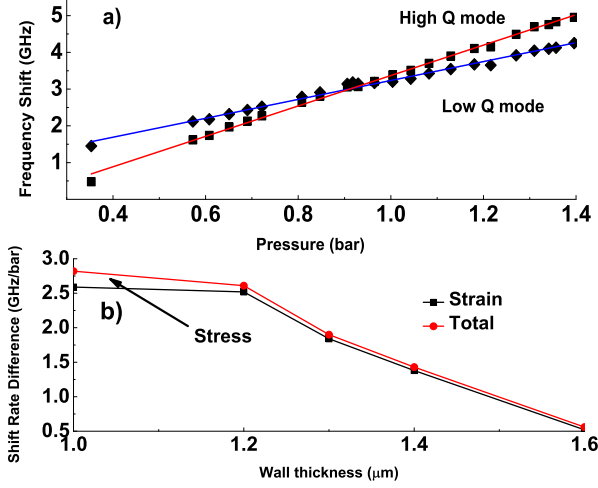 a)
High Q mode
Low Q mode
Frequency Shift (GHz)
5
4
3
2
1
0.4
0.6
0.8
1.0
1.2
1.4
Pressure (bar)
b)
Stress
Strain
Total
Shift Rate Difference (GHz/bar)
3.0
2.5
2.0
1.5
1.0
0.5
1.0
1.2
1.4
1.6
Wall thickness (μm)